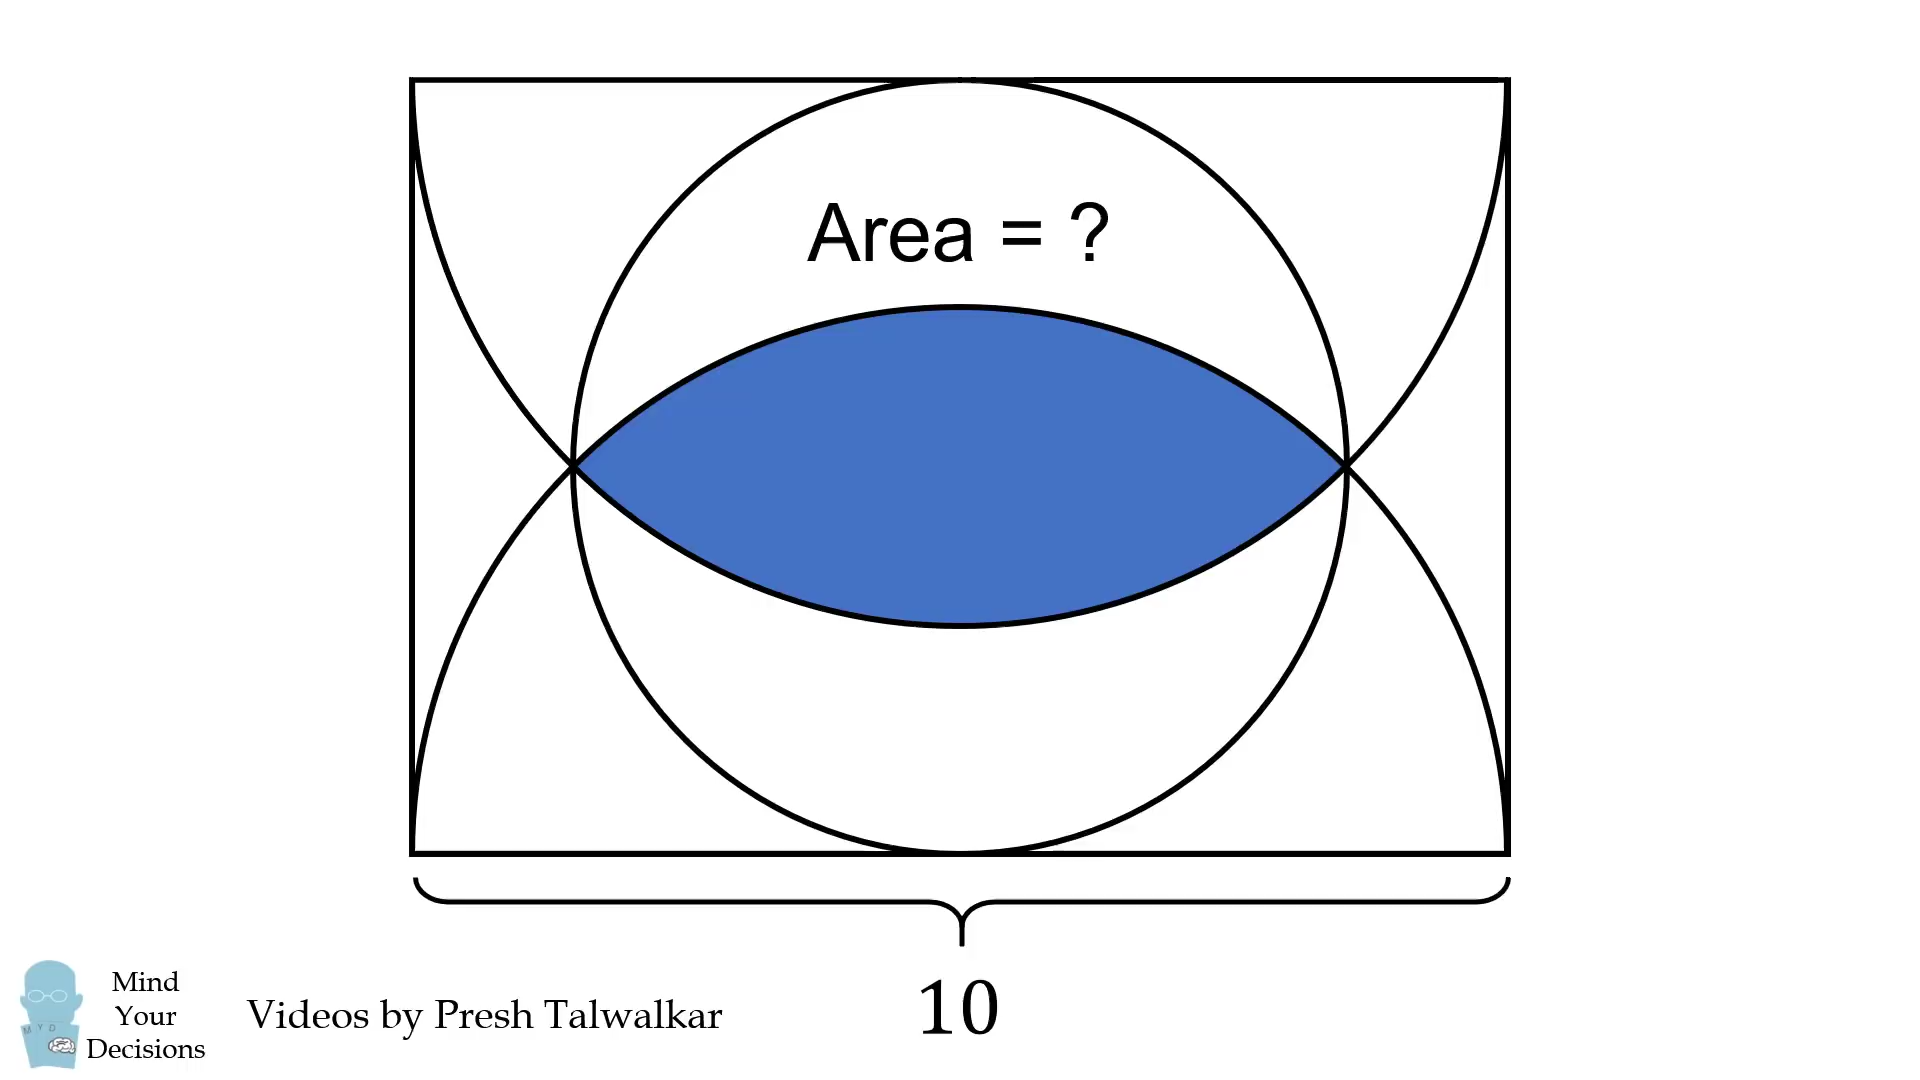 Area = ?
10
Mind
Your
Decisions
Videos by Presh Talwalkar
M Y D